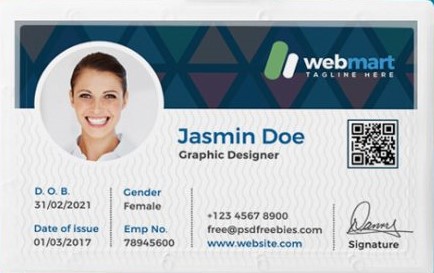 webmart
TAGLINE HERE
Jasmin Doe
Graphic Designer
D. O. B.
31/02/2021
Gender
Female
Date of issue
01/03/2017
Emp No.
78945600
+123 4567 8900
free@psdfreebies.com
www.website.com
Danny
Signature